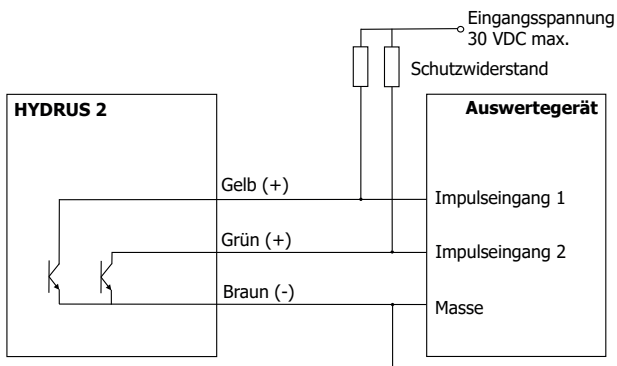 Eingangsspannung
30 VDC max.
Schutzwiderstand
HYDRUS 2
Auswertegerät
Gelb (+)
Impulseingang 1
Grün (+)
Impulseingang 2
Braun (-)
Masse